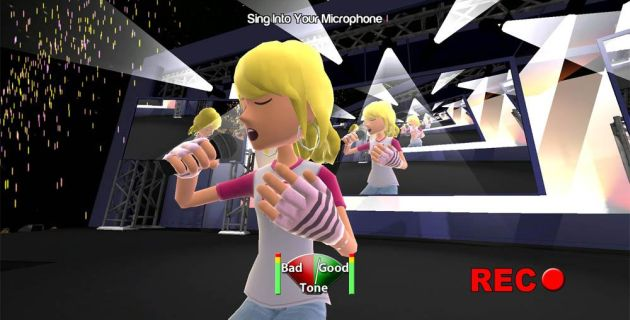 Sing Into Your Microphone
Bad Good
Tone
REC